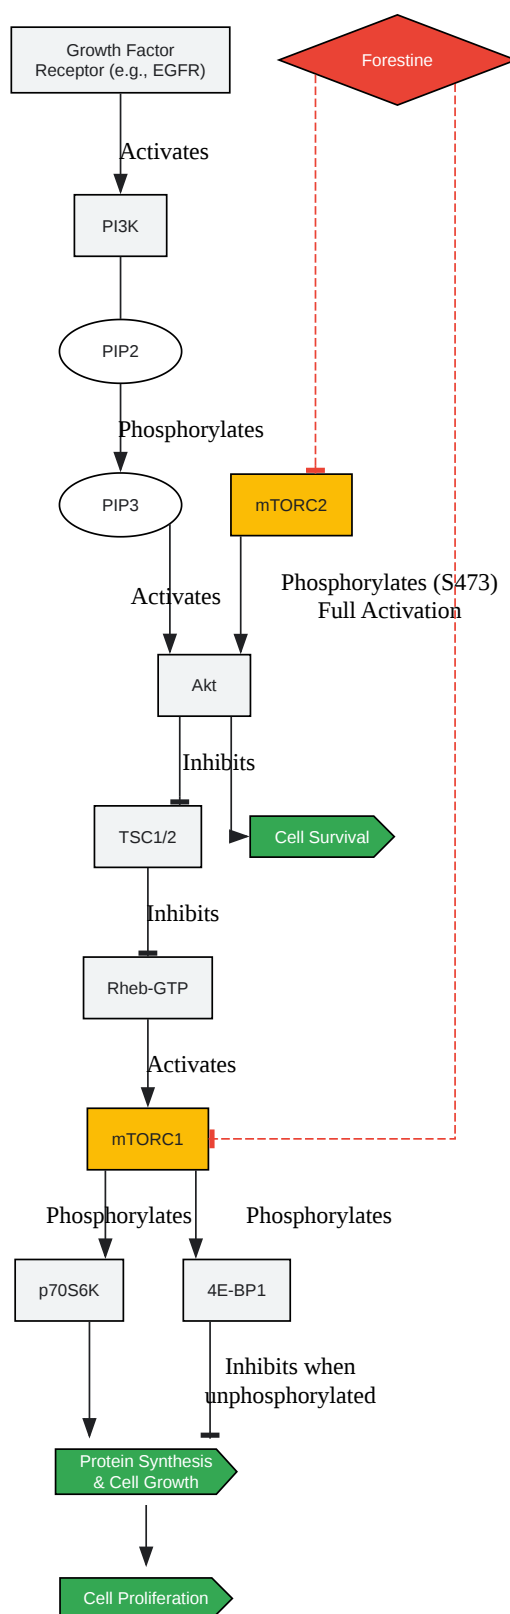 Growth Factor
Receptor (e.g., EGFR)
Forestine
Activates
PI3K
PIP2
Phosphorylates
PIP3
mTORC2
Activates
Phosphorylates (S473)
Full Activation
Akt
Inhibits
TSC1/2
Cell Survival
Inhibits
Rheb-GTP
Activates
mTORC1
Phosphorylates
Phosphorylates
p70S6K
4E-BP1
Inhibits when
unphosphorylated
Protein Synthesis
& Cell Growth
Cell Proliferation